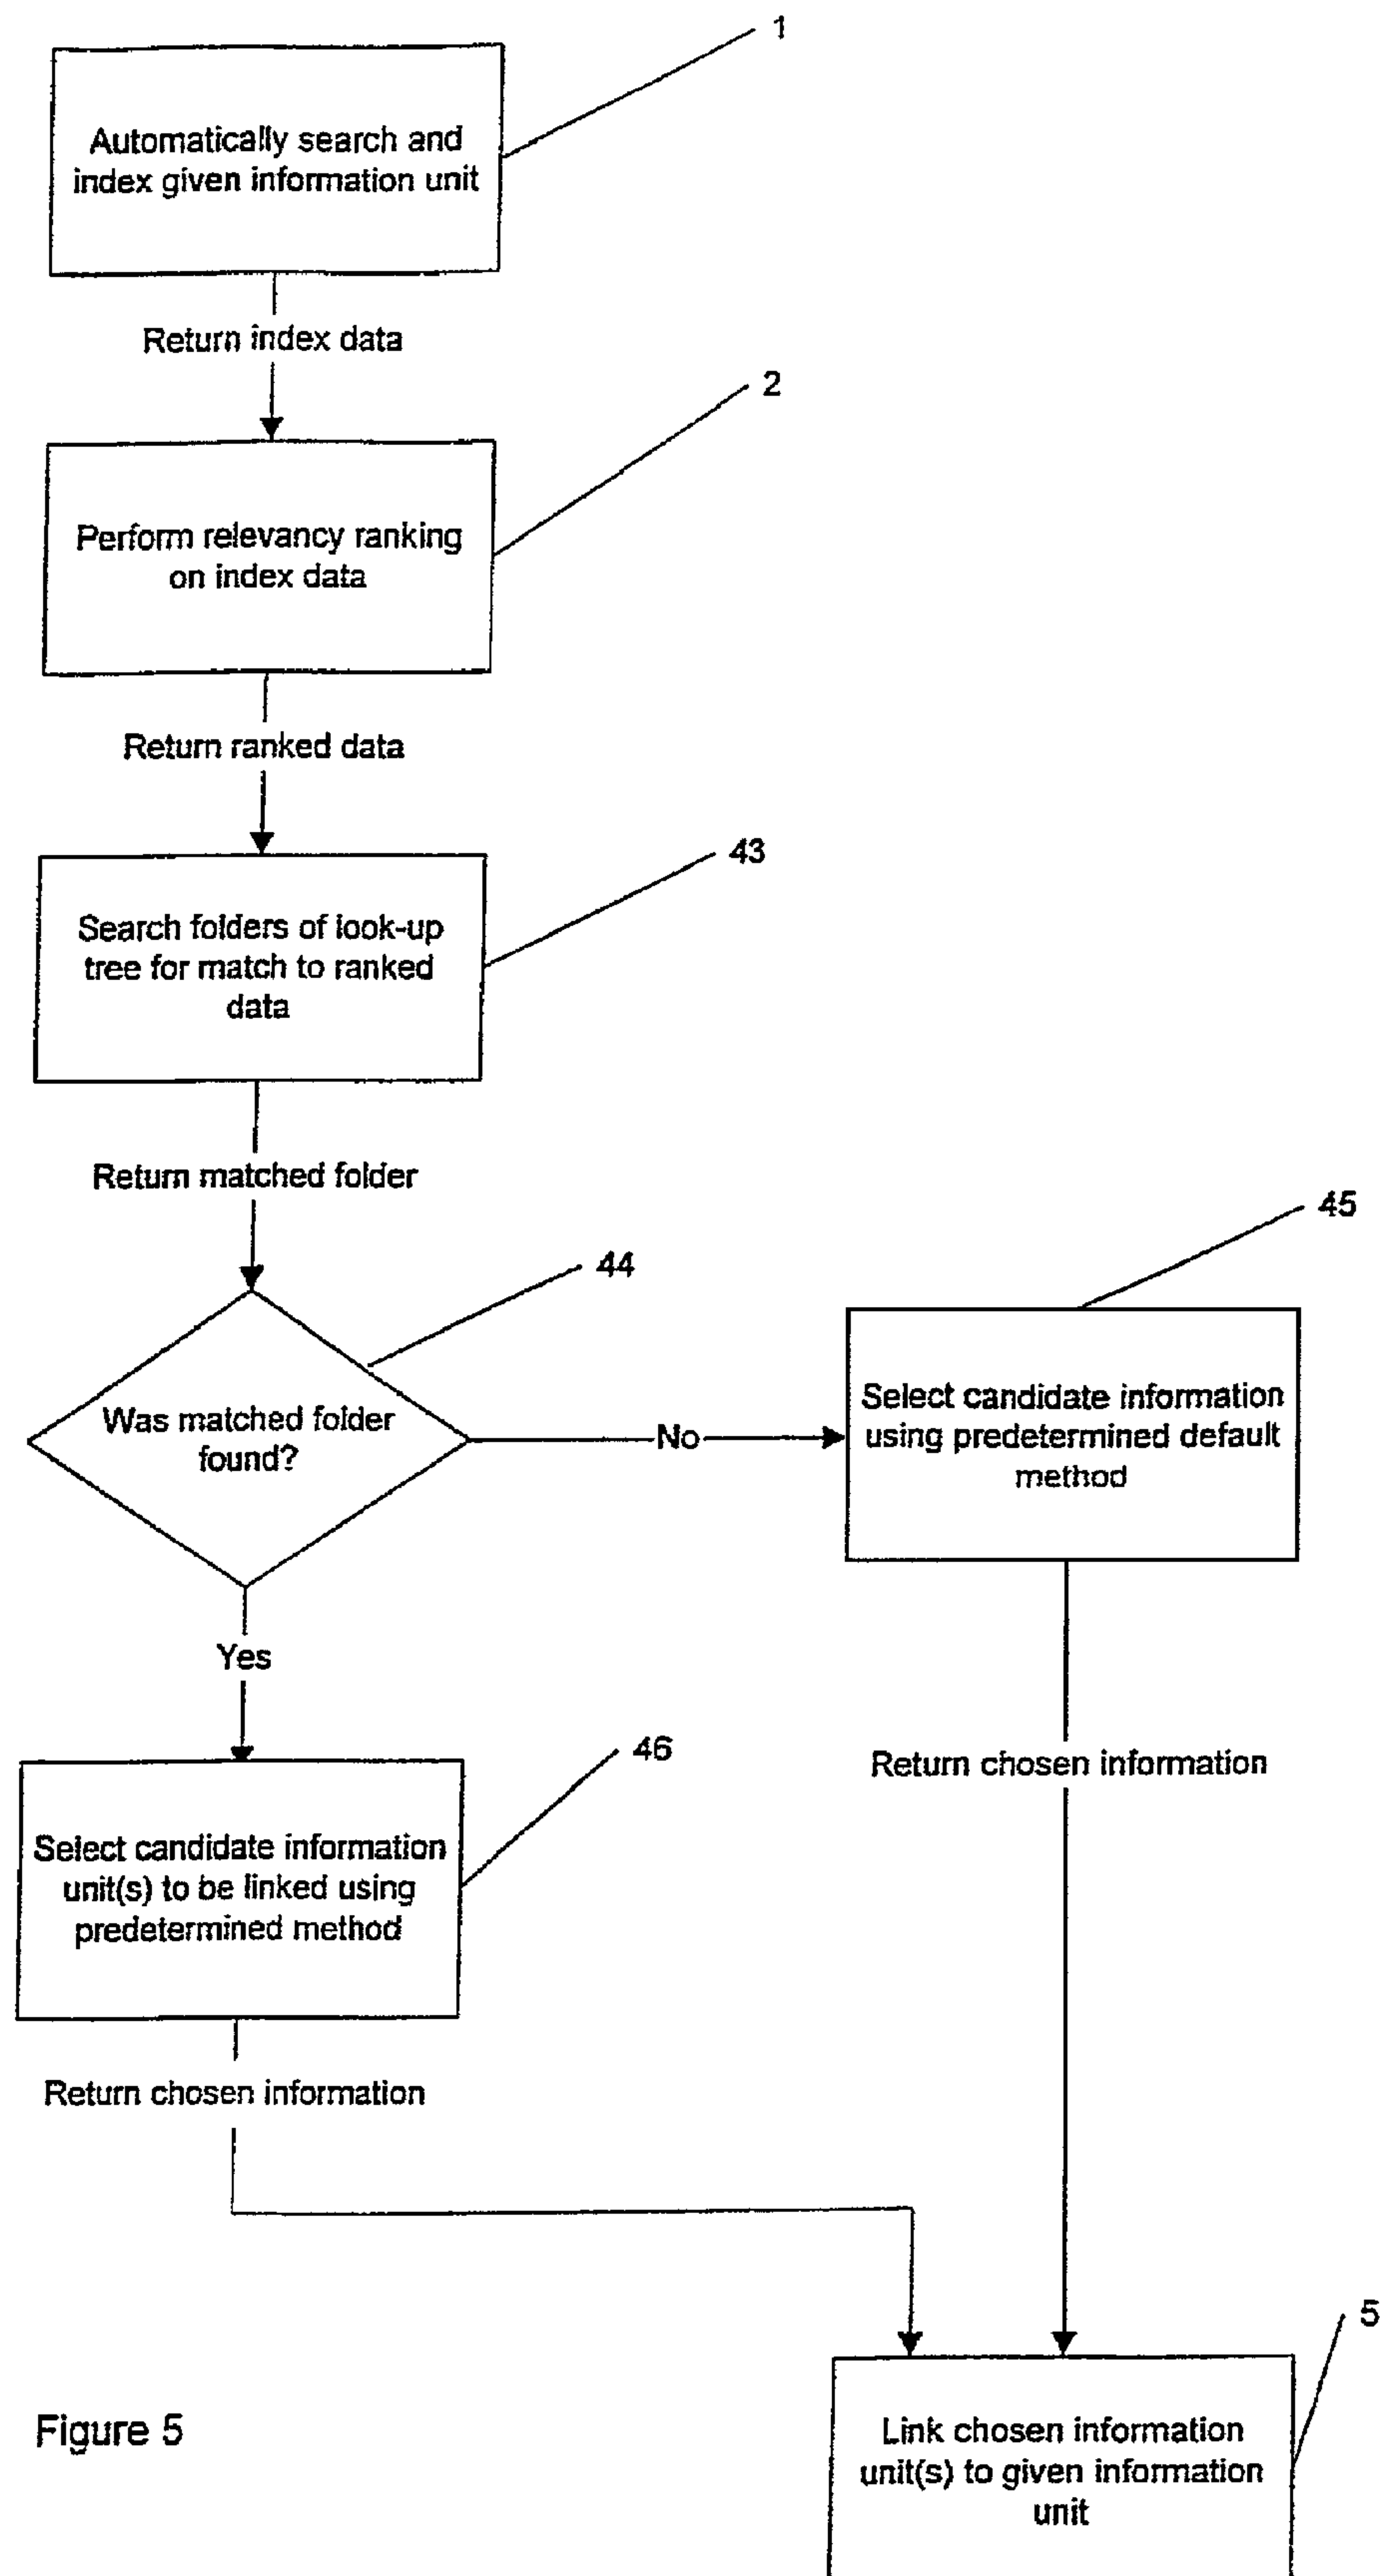 1
Automatically search and
index given information unit
Return index data
2
Perform relevancy ranking
on index data
Return ranked data
43
Search folders of look-up
tree for match to ranked
data
Return matched folder
44
Was matched folder
found?
No
45
Select candidate information
using predetermined default
method
Yes
46
Select candidate information
unit(s) to be linked using
predetermined method
Return chosen information
Return chosen information
5
Link chosen information
unit(s) to given information
unit
Figure 5